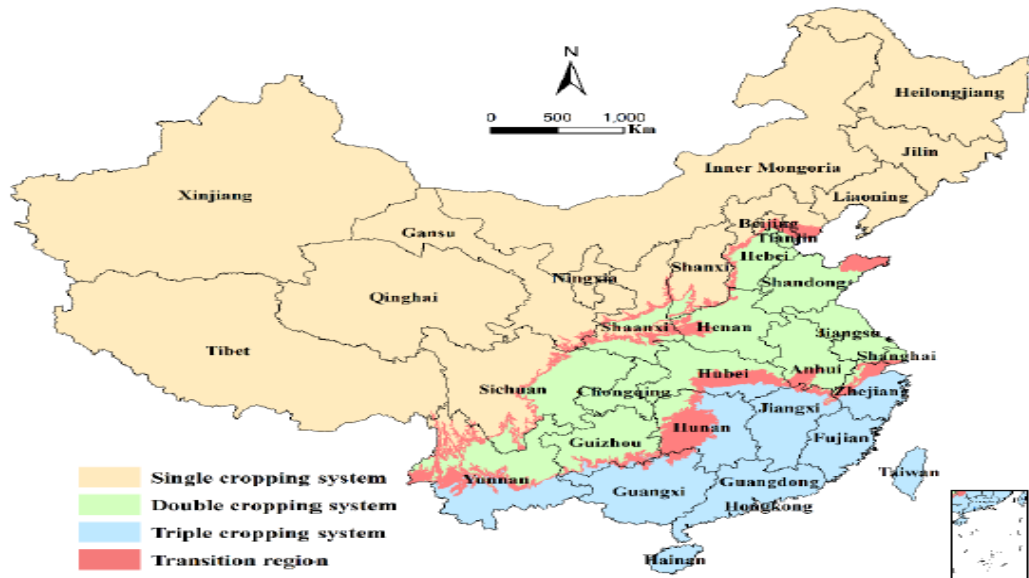 N
0 500 1,000
Km
Heilongjiang
Jilin
Inner Mongoria
Liaoning
Xinjiang
Beijing
Gansu
Tianjin
Hebei
Shanxi
Ningxia
Shandong
Qinghai
Shaanxi
Henan
Jiangsu
Tibet
Shanghai
Hubei
Anhui
Sichuan
Chongqing
Zhejiang
Jiangxi
Hunan
Guizhou
Fujian
Taiwan
Yunnan
Guangxi
Guangdong
Hongkong
Hainan
Single cropping system
Double cropping system
Triple cropping system
Transition region